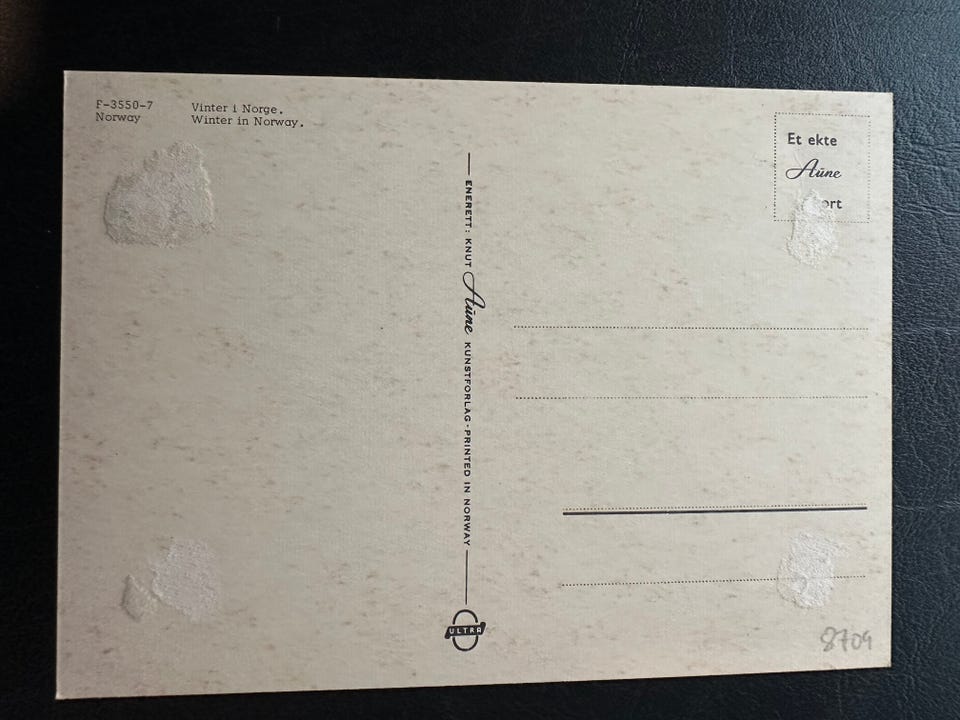 F-3550-7 Vinter i Norge.
Norway Winter in Norway.
Et ekte
Aune
ENERETT: KNUT Aune KUNSTFORLAG · PRINTED IN NORWAY
ULTRA
8709